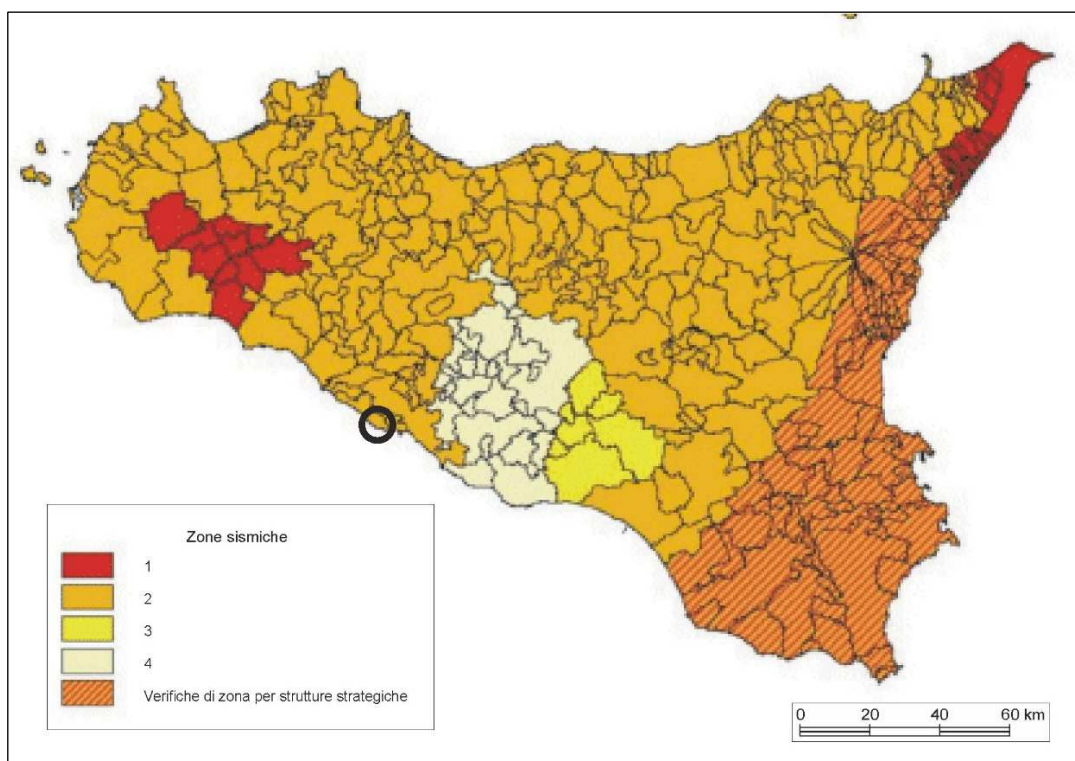 Zone sismiche
1
2
3
4
Verifiche di zona per strutture strategiche
0 20 40 60 km